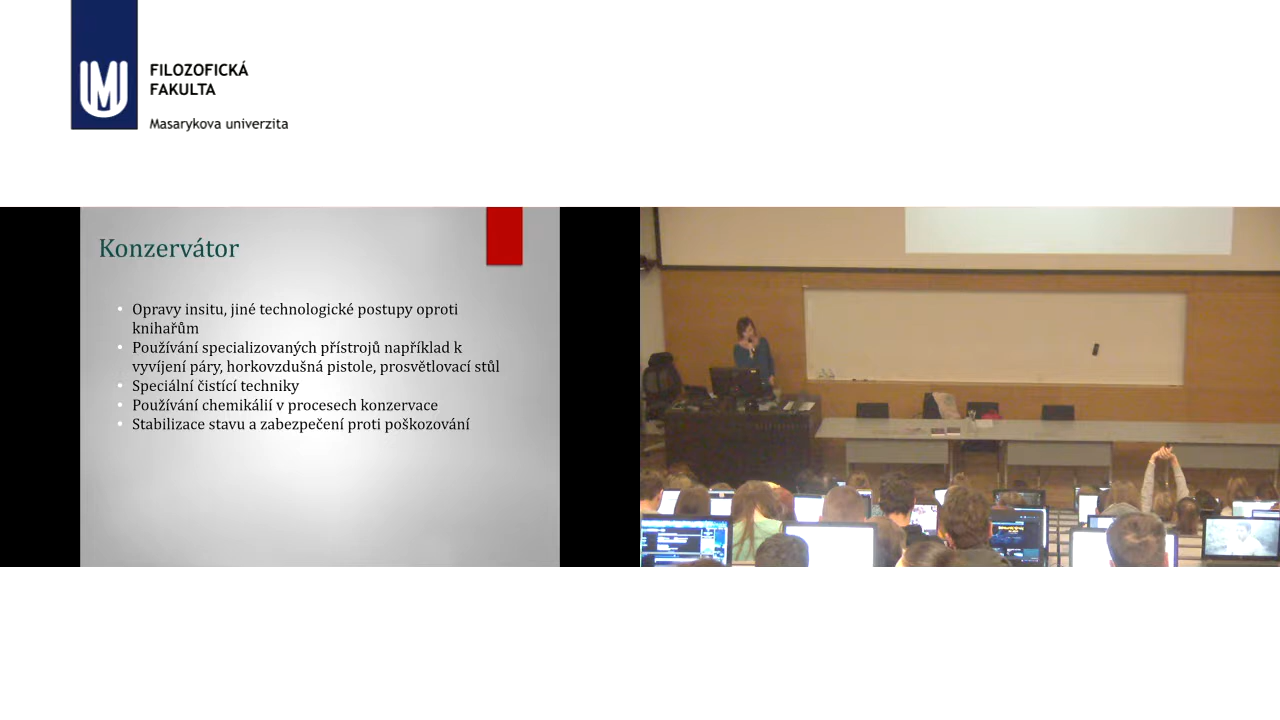 FILOZOFICKÁ
FAKULTA
Masarykova univerzita
Konzervátor
Opravy insitu, jiné technologické postupy oproti
knihařům
Používání specializovaných přístrojů například k
vyvíjení páry, horkovzdušná pistole, prosvětlovací stůl
Speciální čistící techniky
Používání chemikálií v procesech konzervace
Stabilizace stavu a zabezpečení proti poškozování